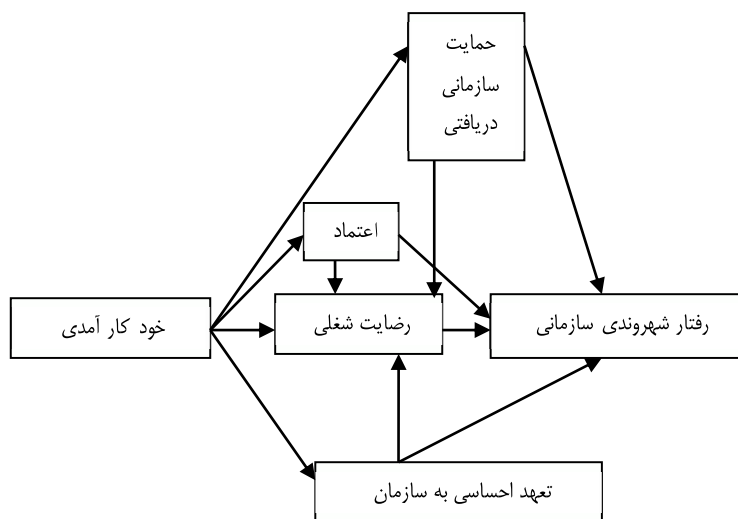 حمایت
سازمانی
دریافتی
اعتماد
خود کار آمدی
رضایت شغلی
رفتار شهروندی سازمانی
تعهد احساسی به سازمان